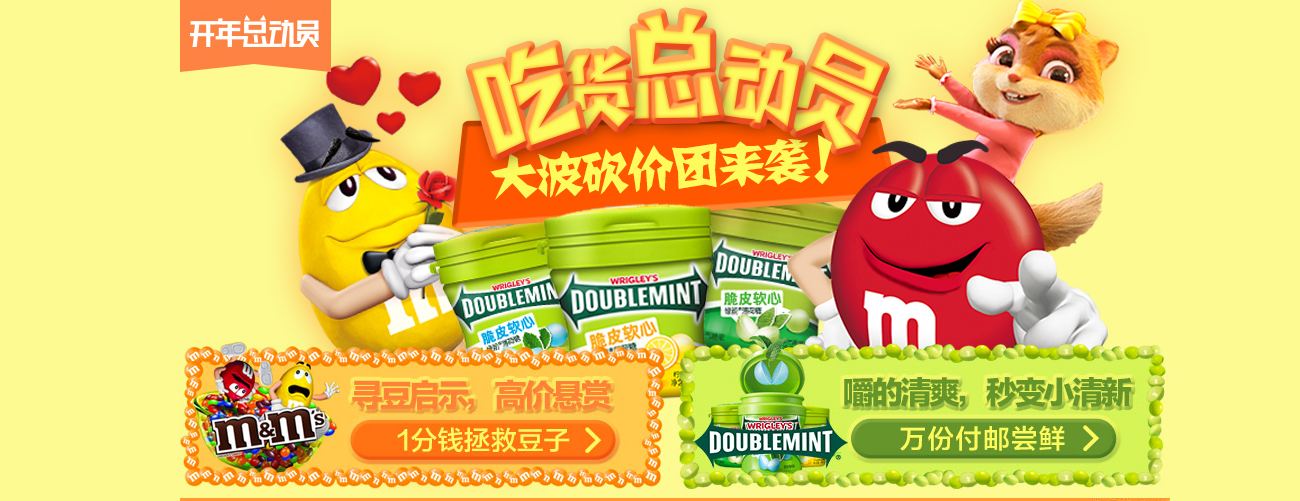 开年总动员
吃货总动员
大波砍价团来袭!
WRIGLEY'S
DOUBLEMIN
脆皮软心
WRIGLEY'S
DOUBLEMINT
脆皮软心
DOUBLEM
脆皮软心
m
m
寻豆启示,高价悬赏
1分钱拯救豆子
m&m's
嚼的清爽,秒变小清新
万份付邮尝鲜
WRIGLEY'S
DOUBLEMINT